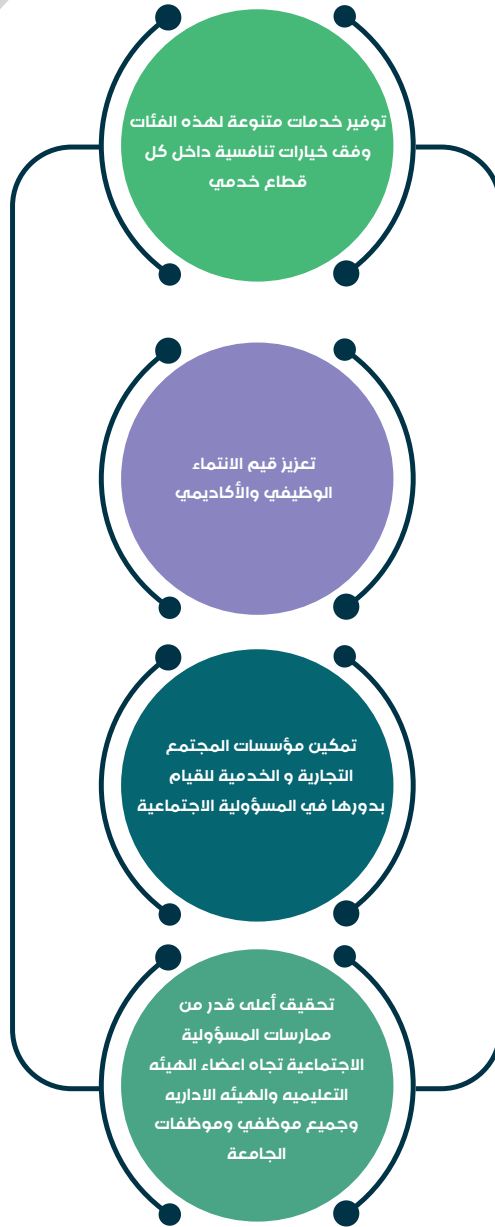 توفير خدمات متنوعة لهذه الفئات
وفق خيارات تنافسية داخل كل
قطاع خدمي
تعزيز قيم الانتماء
الوظيفي والأكاديمي
تمكين مؤسسات المجتمع
التجارية و الخدمية للقيام
بدورها في المسؤولية الاجتماعية
تحقيق أعلى قدر من
ممارسات المسؤولية
الاجتماعية تجاه اعضاء الهيئه
التعليميه والهيئه الاداريه
وجميع موظفي وموظفات
الجامعة